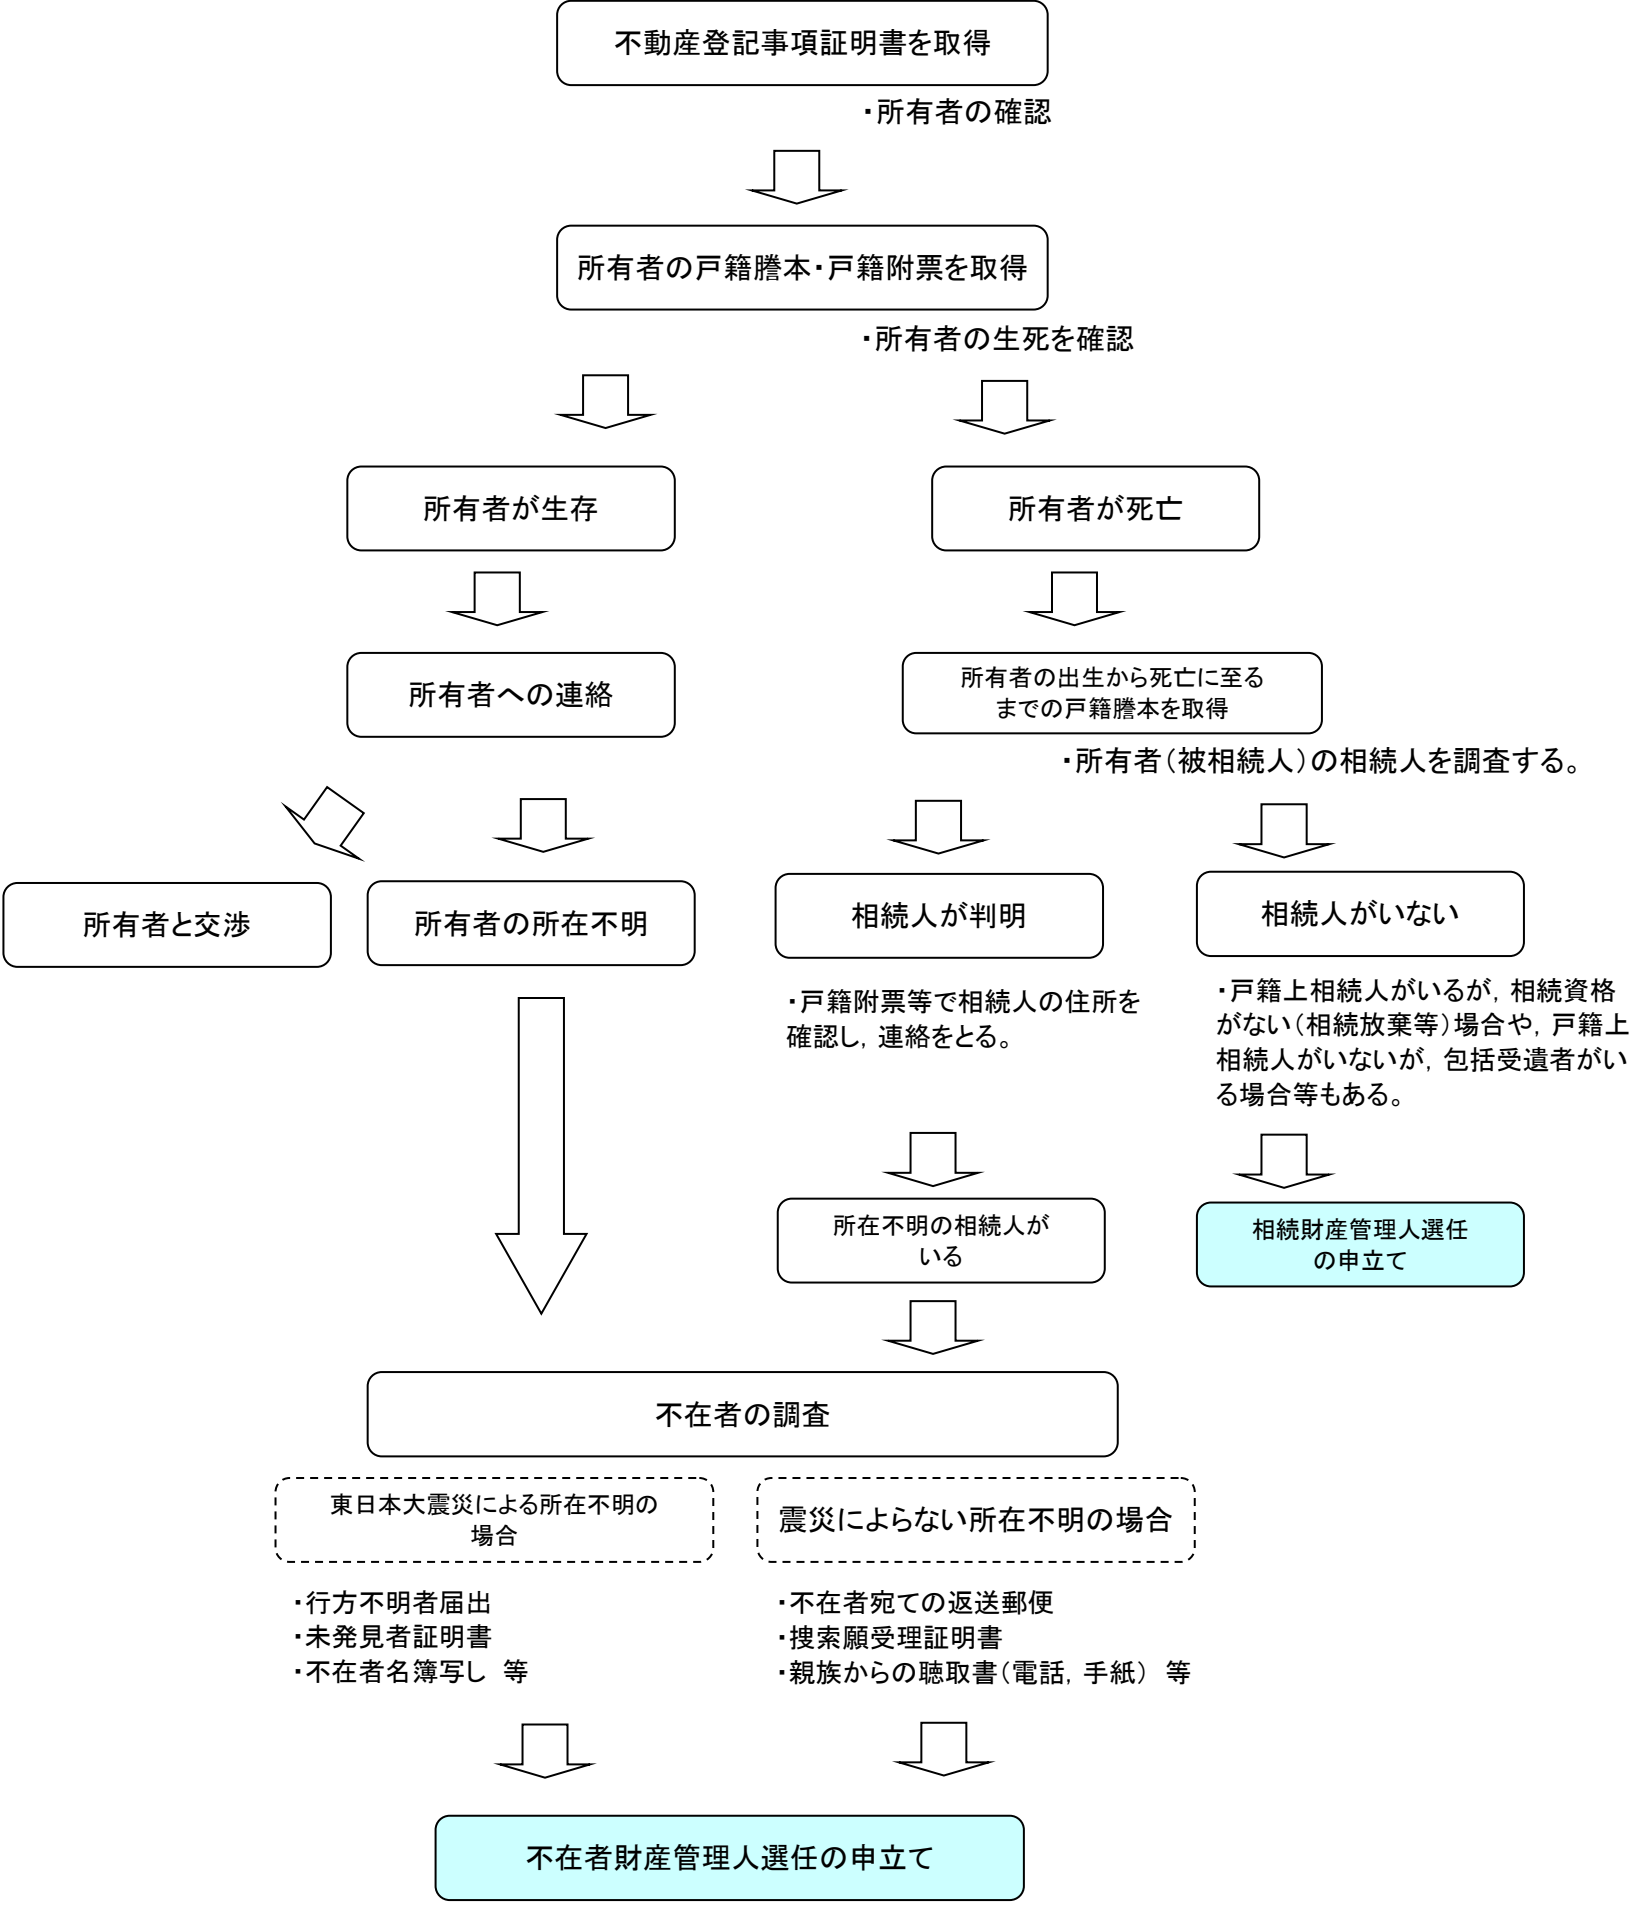 不動産登記事項証明書を取得
・所有者の確認
所有者の戸籍謄本・戸籍附票を取得
・所有者の生死を確認
所有者が生存
所有者が死亡
所有者への連絡
所有者の出生から死亡に至る
までの戸籍謄本を取得
・所有者（被相続人）の相続人を調査する。
所有者と交渉
所有者の所在不明
相続人が判明
相続人がいない
・戸籍附票等で相続人の住所を
確認し，連絡をとる。
・戸籍上相続人がいるが，相続資格
がない（相続放棄等）場合や，戸籍上
相続人がいないが，包括受遺者がい
る場合等もある。
所在不明の相続人が
いる
相続財産管理人選任
の申立て
不在者の調査
東日本大震災による所在不明の
場合
震災によらない所在不明の場合
・行方不明者届出
・未発見者証明書
・不在者名簿写し　等
・不在者宛ての返送郵便
・捜索願受理証明書
・親族からの聴取書（電話，手紙）　等
不在者財産管理人選任の申立て